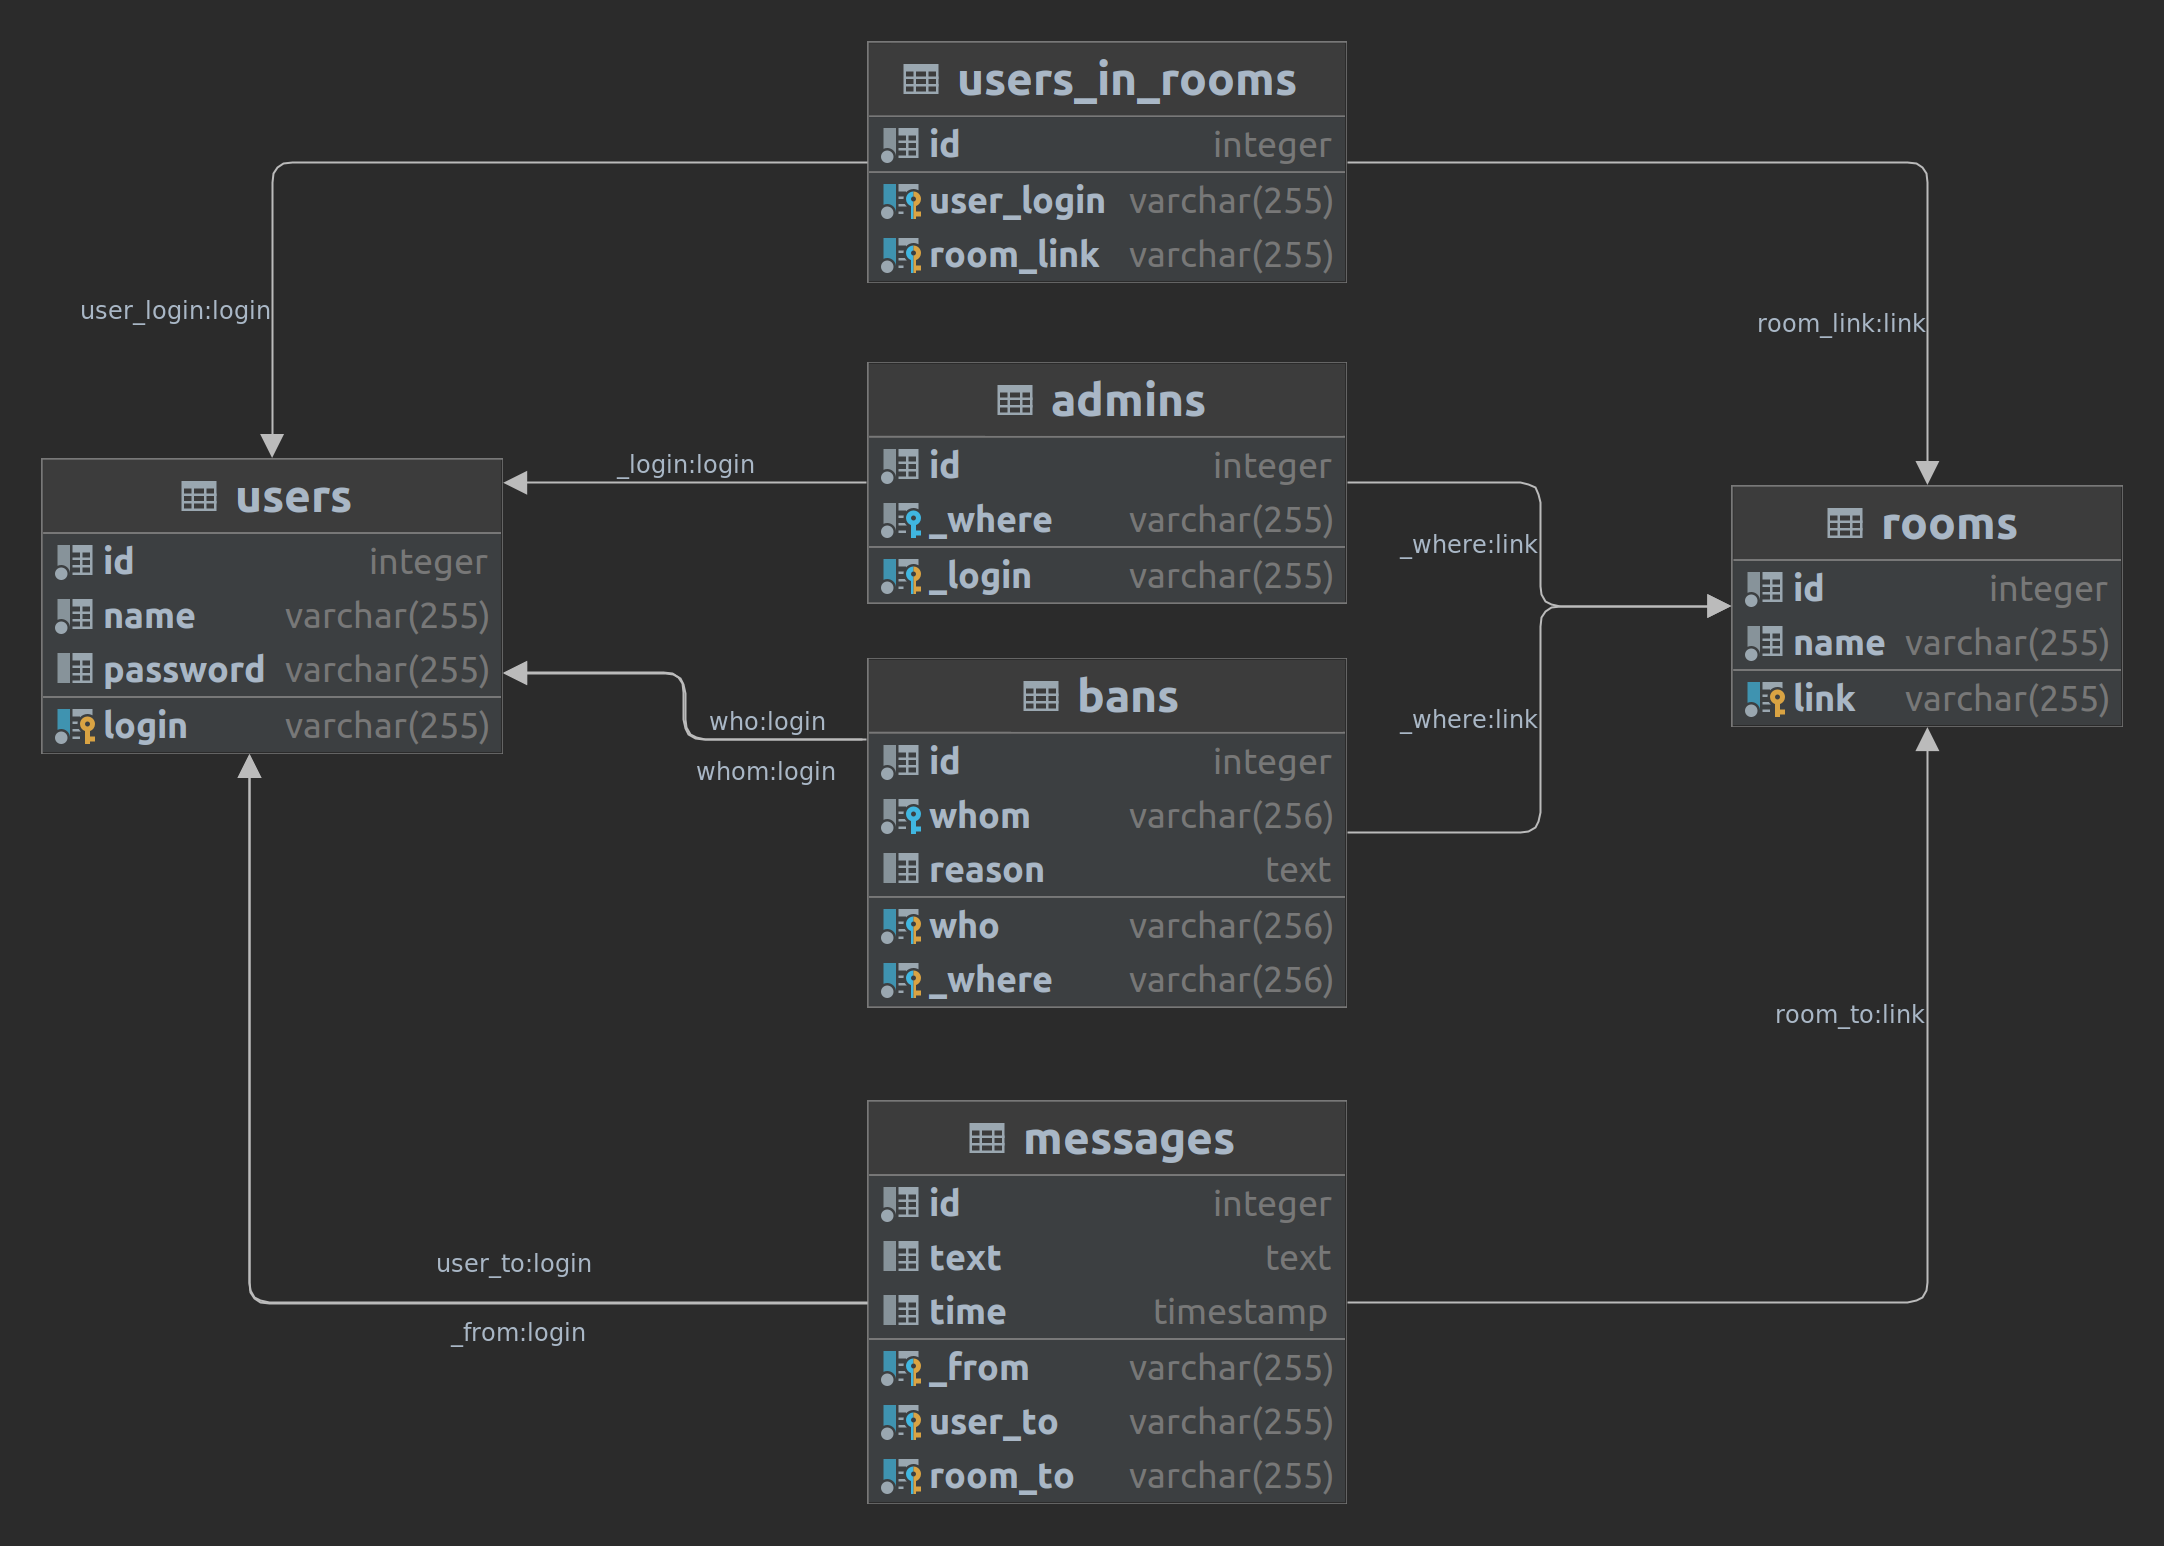 users_in_rooms
id integer
user_login varchar(255)
room_link varchar(255)
user_login:login
room_link:link
admins
id integer
_where varchar(255)
_login varchar(255)
_login:login
_where:link
users
id integer
name varchar(255)
password varchar(255)
login varchar(255)
rooms
id integer
name varchar(255)
link varchar(255)
bans
id integer
whom varchar(256)
reason text
who varchar(256)
_where varchar(256)
who:login
whom:login
_where:link
room_to:link
messages
id integer
text text
time timestamp
_from varchar(255)
user_to varchar(255)
room_to varchar(255)
user_to:login
_from:login